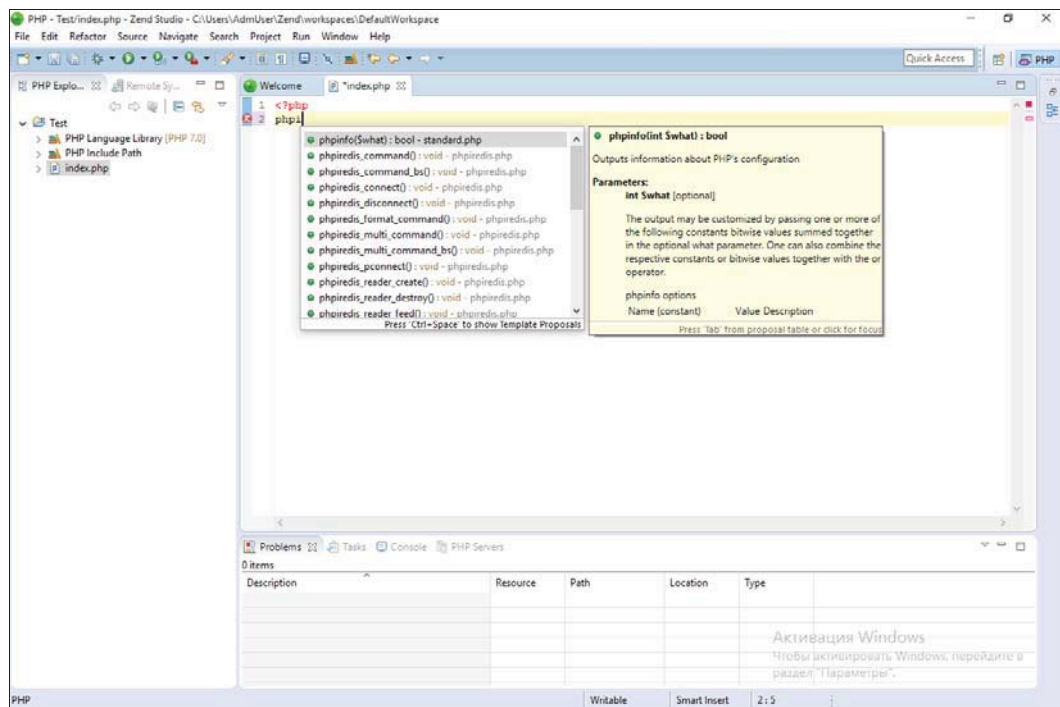 PHP - Test/index.php - Zend Studio - C:\Users\AdmUser\Zend\workspaces\DefaultWorkspace
File Edit Refactor Source Navigate Search Project Run Window Help
Quick Access
PHP
PHP Explo...
Remote Sy...
Welcome
*index.php
Test
PHP Language Library [PHP 7.0]
PHP Include Path
index.php
1 <?php
2 phpi
phpinfo($what) : bool - standard.php
phpiredis_command() : void - phpiredis.php
phpiredis_command_bs() : void - phpiredis.php
phpiredis_connect() : void - phpiredis.php
phpiredis_disconnect() : void - phpiredis.php
phpiredis_format_command() : void - phpiredis.php
phpiredis_multi_command() : void - phpiredis.php
phpiredis_multi_command_bs() : void - phpiredis.php
phpiredis_pconnect() : void - phpiredis.php
phpiredis_reader_create() : void - phpiredis.php
phpiredis_reader_destroy() : void - phpiredis.php
phpiredis_reader_feed() : void - phpiredis.php
Press 'Ctrl+Space' to show Template Proposals
phpinfo(int $what) : bool
Outputs information about PHP's configuration
Parameters:
int $what [optional]
The output may be customized by passing one or more of
the following constants bitwise values summed together
in the optional what parameter. One can also combine the
respective constants or bitwise values together with the or
operator.
phpinfo options
Name (constant) Value Description
Press 'Tab' from proposal table or click for focus
Problems
Tasks
Console
PHP Servers
0 items
Description Resource Path Location Type
Активация Windows
Чтобы активировать Windows, перейдите в
раздел "Параметры".
PHP
Writable
Smart Insert
2 : 5